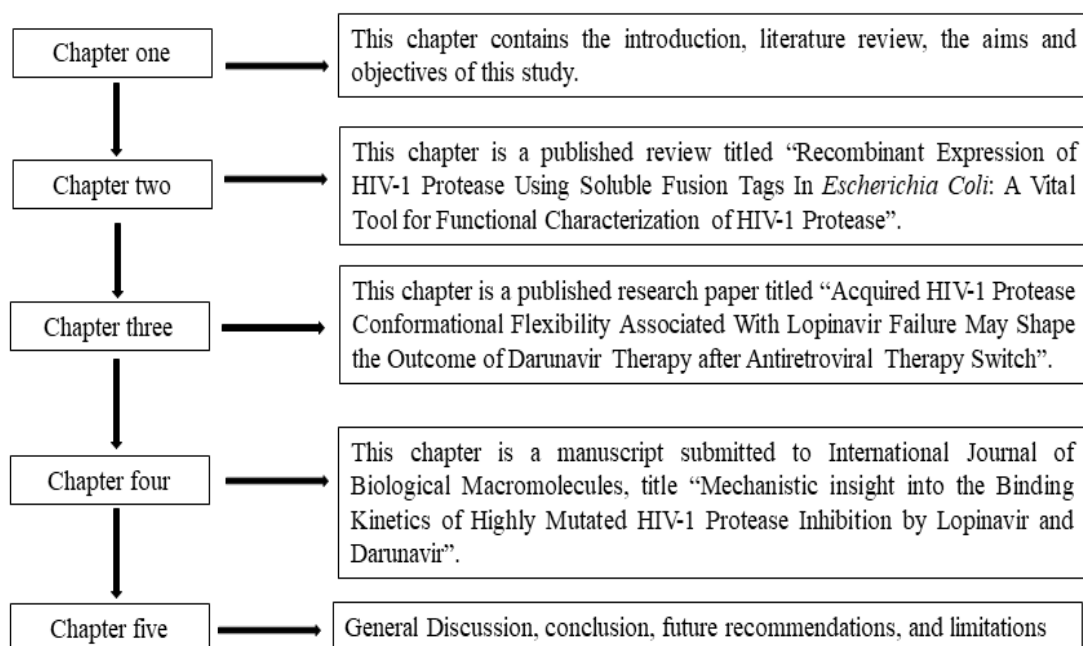 Chapter one
This chapter contains the introduction, literature review, the aims and
objectives of this study.
Chapter two
This chapter is a published review titled “Recombinant Expression of
HIV-1 Protease Using Soluble Fusion Tags In Escherichia Coli: A Vital
Tool for Functional Characterization of HIV-1 Protease”.
Chapter three
This chapter is a published research paper titled “Acquired HIV-1 Protease
Conformational Flexibility Associated With Lopinavir Failure May Shape
the Outcome of Darunavir Therapy after Antiretroviral Therapy Switch”.
Chapter four
This chapter is a manuscript submitted to International Journal of
Biological Macromolecules, title “Mechanistic insight into the Binding
Kinetics of Highly Mutated HIV-1 Protease Inhibition by Lopinavir and
Darunavir”.
Chapter five
General Discussion, conclusion, future recommendations, and limitations